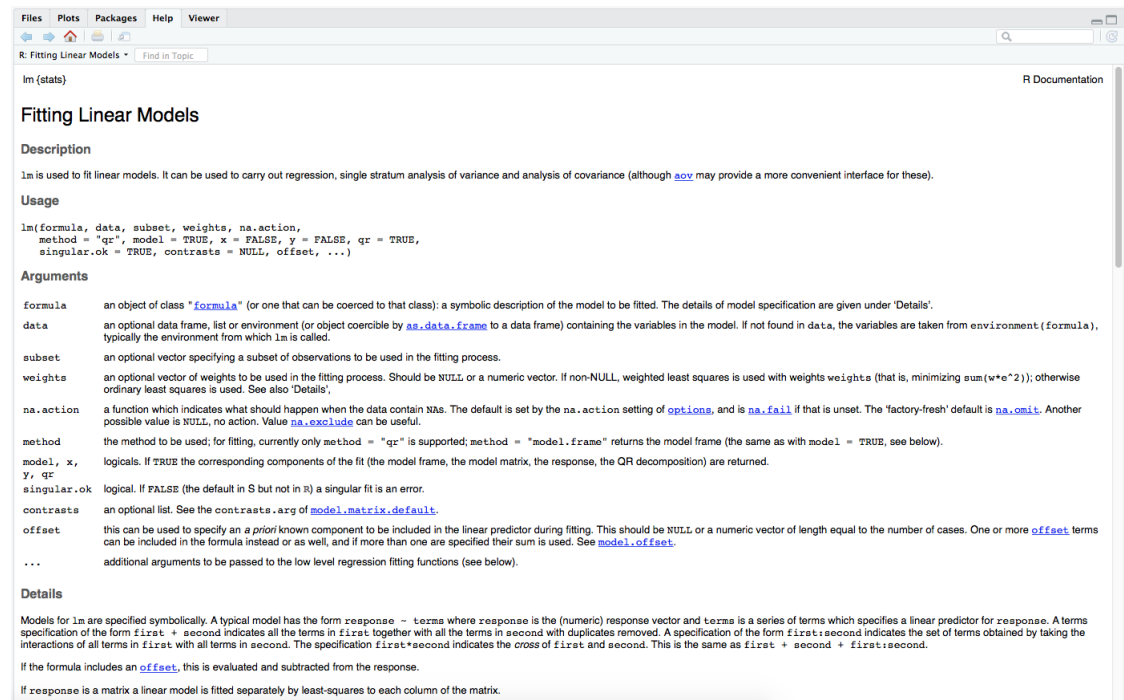 Files Plots Packages Help Viewer
R: Fitting Linear Models Find in Topic
lm {stats} R Documentation
Fitting Linear Models
Description
lm is used to fit linear models. It can be used to carry out regression, single stratum analysis of variance and analysis of covariance (although aov may provide a more convenient interface for these).
Usage
lm(formula, data, subset, weights, na.action,
method = "qr", model = TRUE, x = FALSE, y = FALSE, qr = TRUE,
singular.ok = TRUE, contrasts = NULL, offset, ...)
Arguments
formula an object of class "formula" (or one that can be coerced to that class): a symbolic description of the model to be fitted. The details of model specification are given under ‘Details’.
data an optional data frame, list or environment (or object coercible by as.data.frame to a data frame) containing the variables in the model. If not found in data, the variables are taken from environment(formula),
typically the environment from which lm is called.
subset an optional vector specifying a subset of observations to be used in the fitting process.
weights an optional vector of weights to be used in the fitting process. Should be NULL or a numeric vector. If non-NULL, weighted least squares is used with weights weights (that is, minimizing sum(w*e^2)); otherwise
ordinary least squares is used. See also ‘Details’,
na.action a function which indicates what should happen when the data contain NAs. The default is set by the na.action setting of options, and is na.fail if that is unset. The ‘factory-fresh’ default is na.omit. Another
possible value is NULL, no action. Value na.exclude can be useful.
method the method to be used; for fitting, currently only method = "qr" is supported; method = "model.frame" returns the model frame (the same as with model = TRUE, see below).
model, x, logicals. If TRUE the corresponding components of the fit (the model frame, the model matrix, the response, the QR decomposition) are returned.
y, qr
singular.ok logical. If FALSE (the default in S but not in R) a singular fit is an error.
contrasts an optional list. See the contrasts.arg of model.matrix.default.
offset this can be used to specify an a priori known component to be included in the linear predictor during fitting. This should be NULL or a numeric vector of length equal to the number of cases. One or more offset terms
can be included in the formula instead or as well, and if more than one are specified their sum is used. See model.offset.
... additional arguments to be passed to the low level regression fitting functions (see below).
Details
Models for lm are specified symbolically. A typical model has the form response ~ terms where response is the (numeric) response vector and terms is a series of terms which specifies a linear predictor for response. A terms
specification of the form first + second indicates all the terms in first together with all the terms in second with duplicates removed. A specification of the form first:second indicates the set of terms obtained by taking the
interactions of all terms in first with all terms in second. The specification first*second indicates the cross of first and second. This is the same as first + second + first:second.
If the formula includes an offset, this is evaluated and subtracted from the response.
If response is a matrix a linear model is fitted separately by least-squares to each column of the matrix.